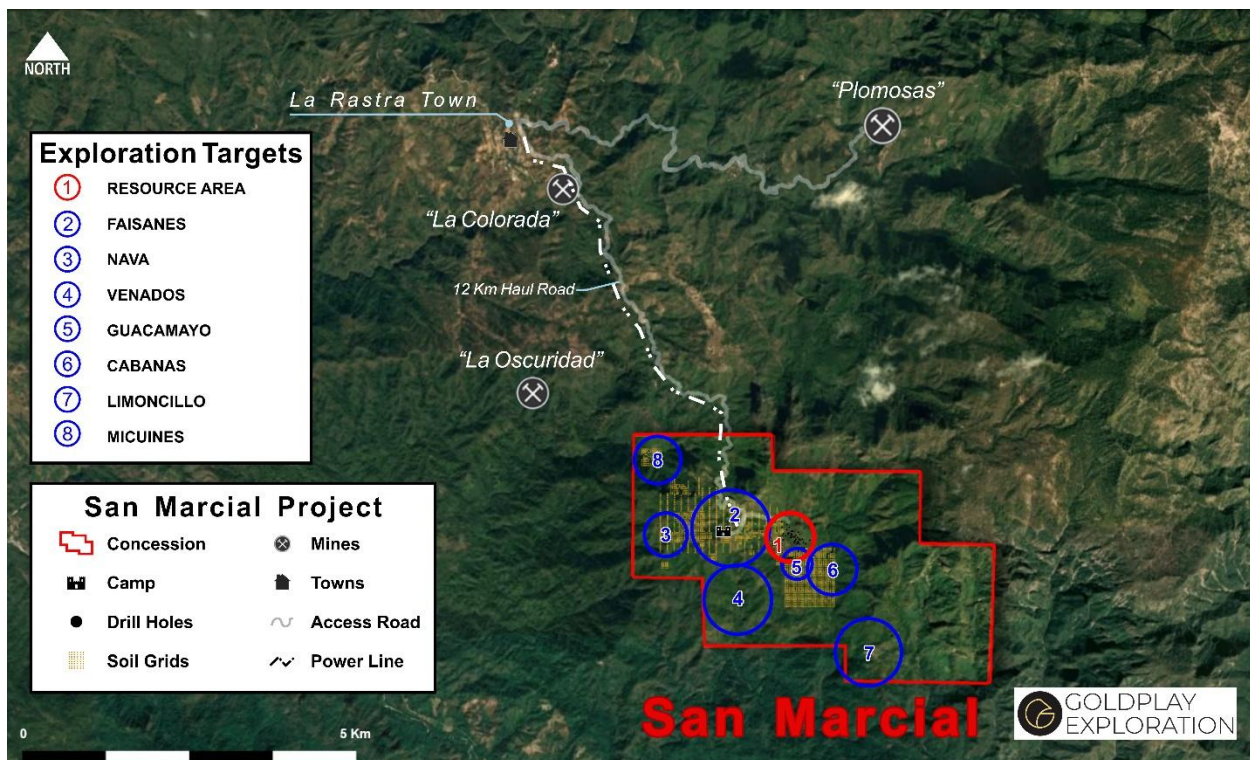 NORTH
La Rastra Town
"Plomosas"
Exploration Targets
1 RESOURCE AREA
2 FAISANES
3 NAVA
4 VENADOS
5 GUACAMAYO
6 CABANAS
7 LIMONCILLO
8 MICUINES
"La Colorada"
12 Km Haul Road
"La Oscuridad"
8
2
3
1
5
6
4
7
San Marcial Project
Concession
Mines
Camp
Towns
Drill Holes
Access Road
Soil Grids
Power Line
San Marcial
GOLDPLAY
EXPLORATION
0
5 Km